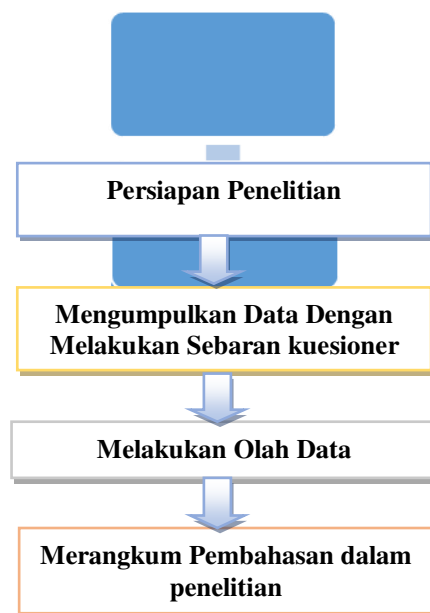 Persiapan Penelitian
Mengumpulkan Data Dengan
Melakukan Sebaran kuesioner
Melakukan Olah Data
Merangkum Pembahasan dalam
penelitian